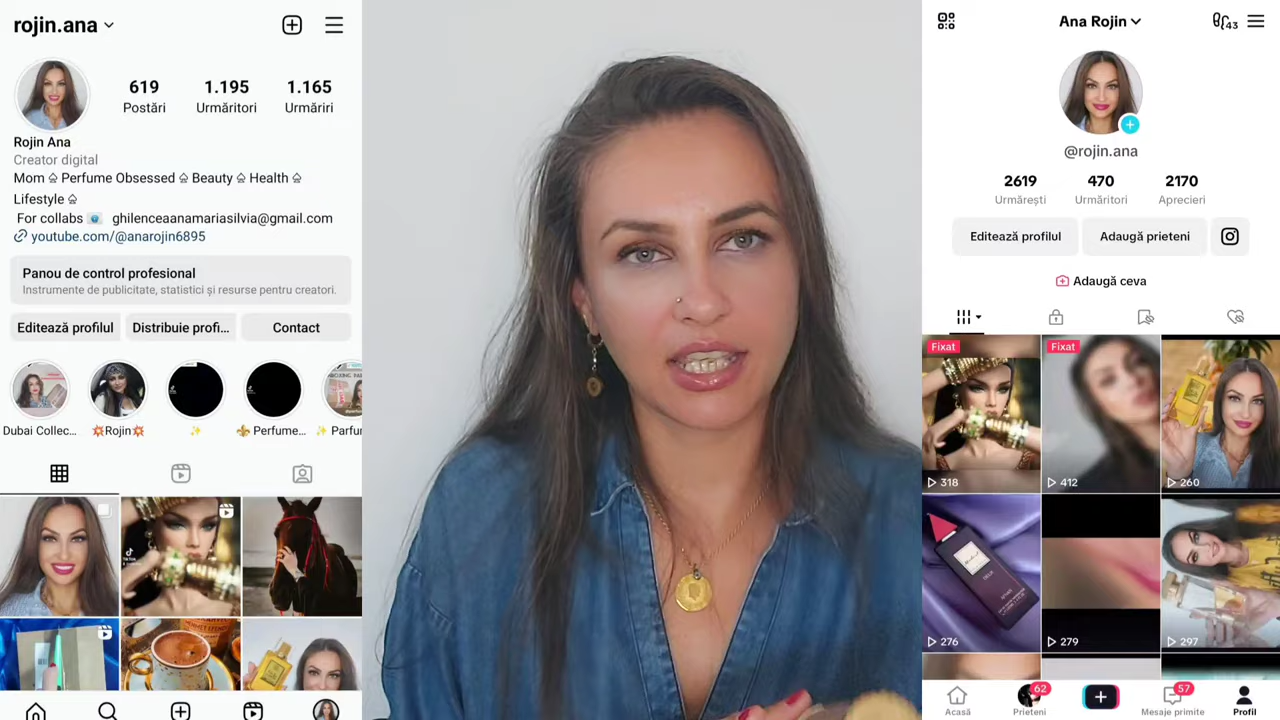 rojin.ana
619
1.195
1.165
Postări
Urmăritori
Urmăriri
Rojin Ana
Creator digital
Mom ♤ Perfume Obsessed ♤ Beauty ♤ Health ♤
Lifestyle ♤
For collabs 📧 ghilenceaanamariasilvia@gmail.com
youtube.com/@anarojin6895
Panou de control profesional
Instrumente de publicitate, statistici și resurse pentru creatori.
Editează profilul
Distribuie profi...
Contact
Dubai Collec...
💥Rojin💥
✨
⚜️ Perfume...
✨ Parfur
Ana Rojin
43
@rojin.ana
2619
470
2170
Urmărești
Urmăritori
Aprecieri
Editează profilul
Adaugă prieteni
Adaugă ceva
Fixat
Fixat
318
412
260
276
279
297
62
57
Acasă
Prieteni
Mesaje primite
Profil